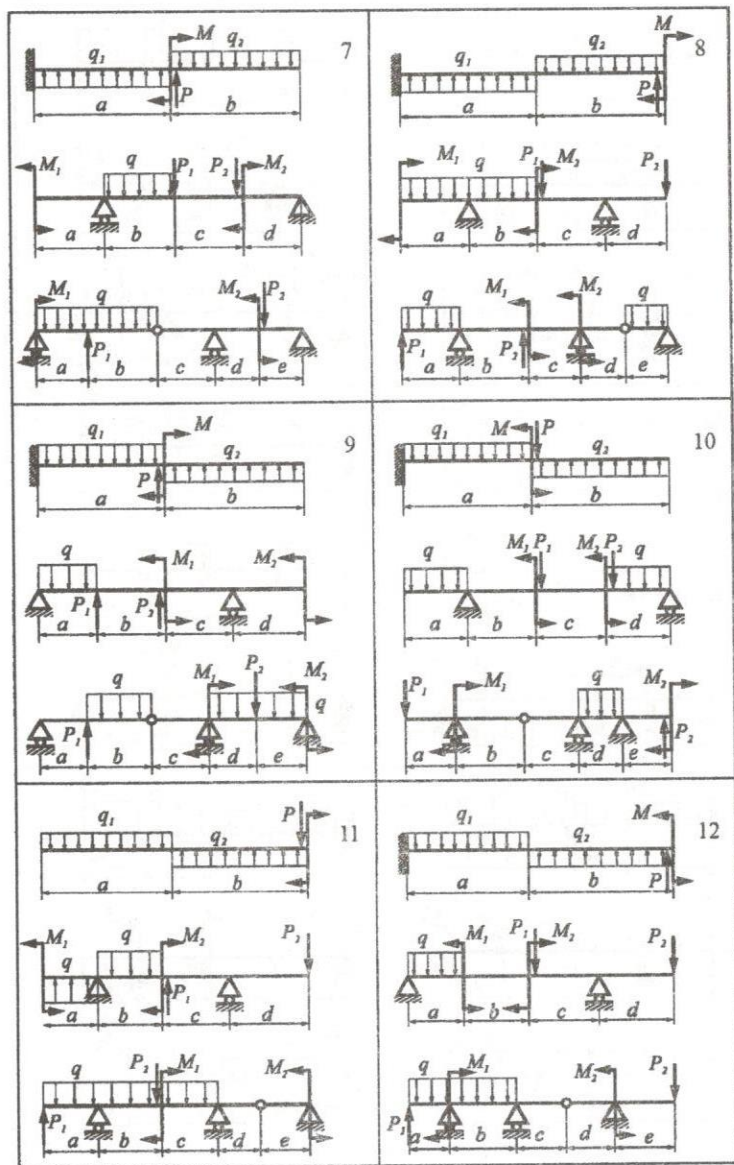 M
q₁ q₂ 7
P
a b
M₁ q P₁ P₂ M₂
a b c d
M₁ q M₂ P₂
P₁
a b c d e
M
q₁ q₂ 8
P
a b
M₁ q P₁ M₂ P₂
a b c d
q M₁ M₂ q
P₁ P₂
a b c d e
q₁ M 9
q₂
P
a b
q M₁ M₂
P₁ P₂
a b c d
q M₁ P₂ M₂
q
P₁
a b c d e
q₁ M P 10
q₂
a b
q M₁ P₁ M₂ P₂ q
a b c d
P₁ M₁ q M₂
P₂
a b c d e
q₁ P 11
q₂
a b
M₁ q M₂ P₂
q P₁
a b c d
q P₂ M₁ M₂
P₁
a b c d e
q₁ M 12
q₂
P
a b
q M₁ P₁ M₂ P₂
a b c d
q M₁ M₂ P₂
P₁
a b c d e